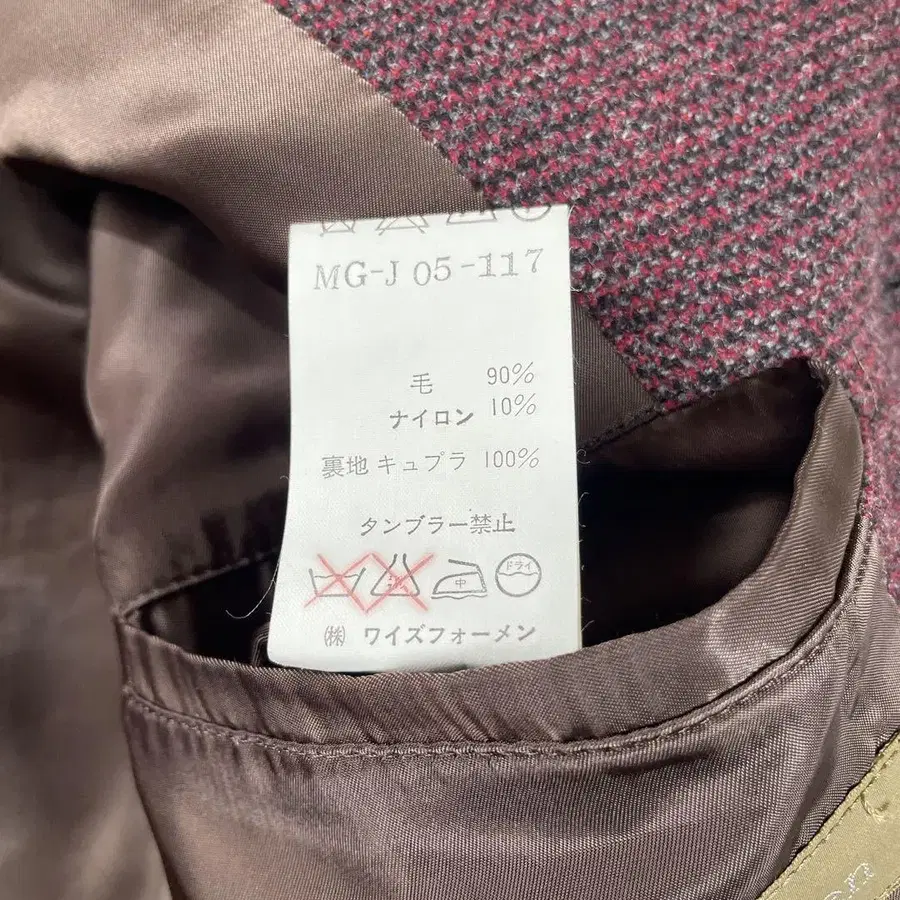 MG-J 05-117
毛 90%
ナイロン 10%
裏地 キュプラ 100%
タンブラー禁止
中 ドライ
㈱ ワイズフォーメン